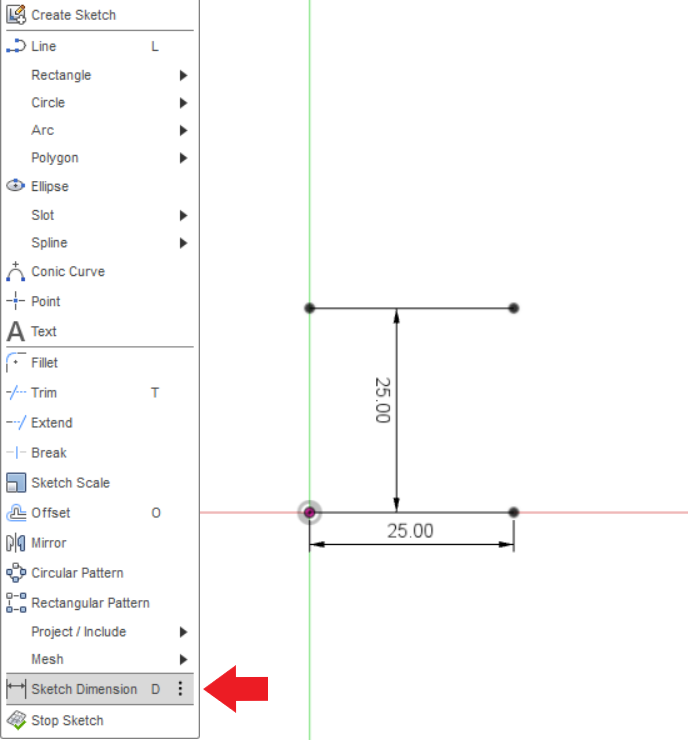 Create Sketch
Line L
Rectangle
Circle
Arc
Polygon
Ellipse
Slot
Spline
Conic Curve
Point
A Text
Fillet
Trim T
Extend
Break
Sketch Scale
Offset O
Mirror
Circular Pattern
Rectangular Pattern
Project / Include
Mesh
Sketch Dimension D
Stop Sketch
25.00
25.00